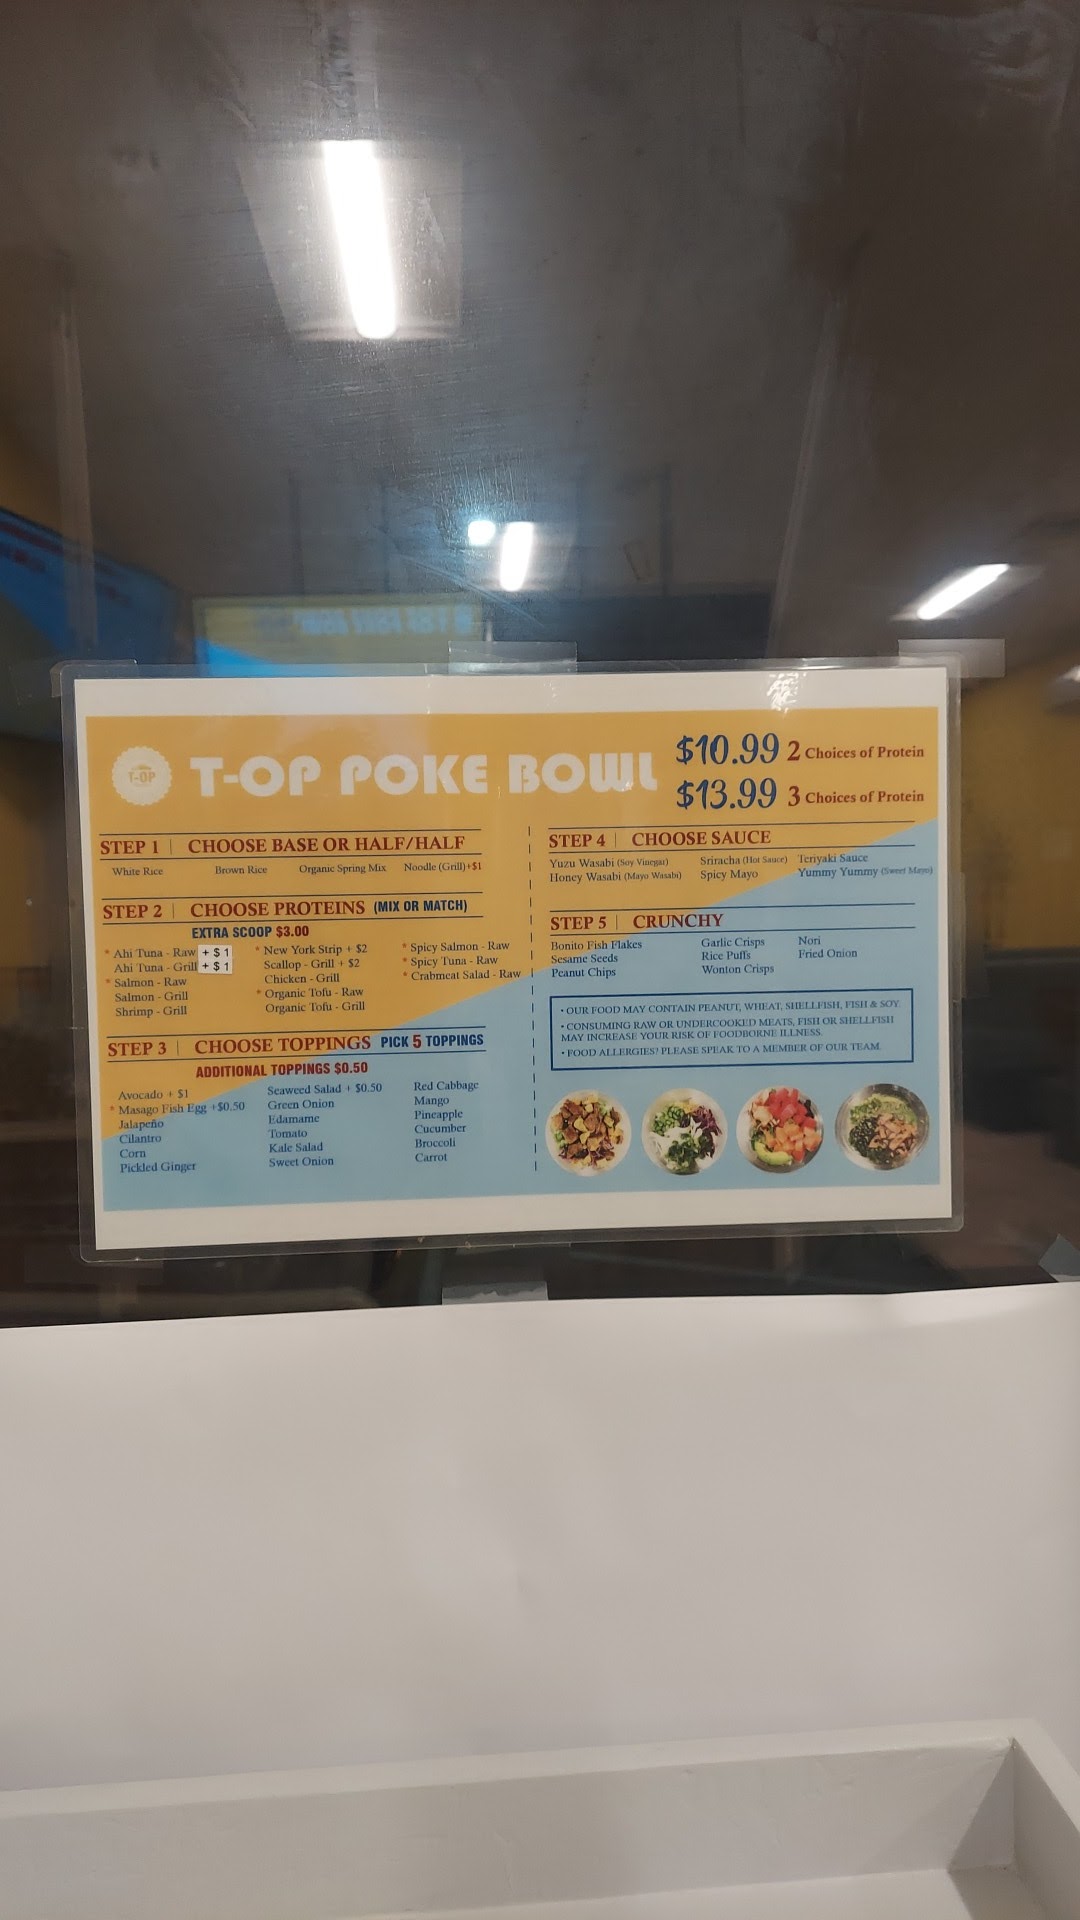 T-OP
T-OP POKE BOWL
$10.99 2 Choices of Protein
$13.99 3 Choices of Protein
STEP 1 | CHOOSE BASE OR HALF/HALF
White Rice Brown Rice Organic Spring Mix Noodle (Grill)+$1
STEP 2 | CHOOSE PROTEINS (MIX OR MATCH)
EXTRA SCOOP $3.00
* Ahi Tuna - Raw + $ 1
Ahi Tuna - Grill + $ 1
* Salmon - Raw
Salmon - Grill
Shrimp - Grill
* New York Strip + $2
Scallop - Grill + $2
Chicken - Grill
* Organic Tofu - Raw
Organic Tofu - Grill
* Spicy Salmon - Raw
* Spicy Tuna - Raw
* Crabmeat Salad - Raw
STEP 3 | CHOOSE TOPPINGS PICK 5 TOPPINGS
ADDITIONAL TOPPINGS $0.50
Avocado + $1
* Masago Fish Egg +$0.50
Jalapeño
Cilantro
Corn
Pickled Ginger
Seaweed Salad + $0.50
Green Onion
Edamame
Tomato
Kale Salad
Sweet Onion
Red Cabbage
Mango
Pineapple
Cucumber
Broccoli
Carrot
STEP 4 | CHOOSE SAUCE
Yuzu Wasabi (Soy Vinegar)
Honey Wasabi (Mayo Wasabi)
Sriracha (Hot Sauce)
Spicy Mayo
Teriyaki Sauce
Yummy Yummy (Sweet Mayo)
STEP 5 | CRUNCHY
Bonito Fish Flakes
Sesame Seeds
Peanut Chips
Garlic Crisps
Rice Puffs
Wonton Crisps
Nori
Fried Onion
• OUR FOOD MAY CONTAIN PEANUT, WHEAT, SHELLFISH, FISH & SOY.
• CONSUMING RAW OR UNDERCOOKED MEATS, FISH OR SHELLFISH
MAY INCREASE YOUR RISK OF FOODBORNE ILLNESS.
• FOOD ALLERGIES? PLEASE SPEAK TO A MEMBER OF OUR TEAM.